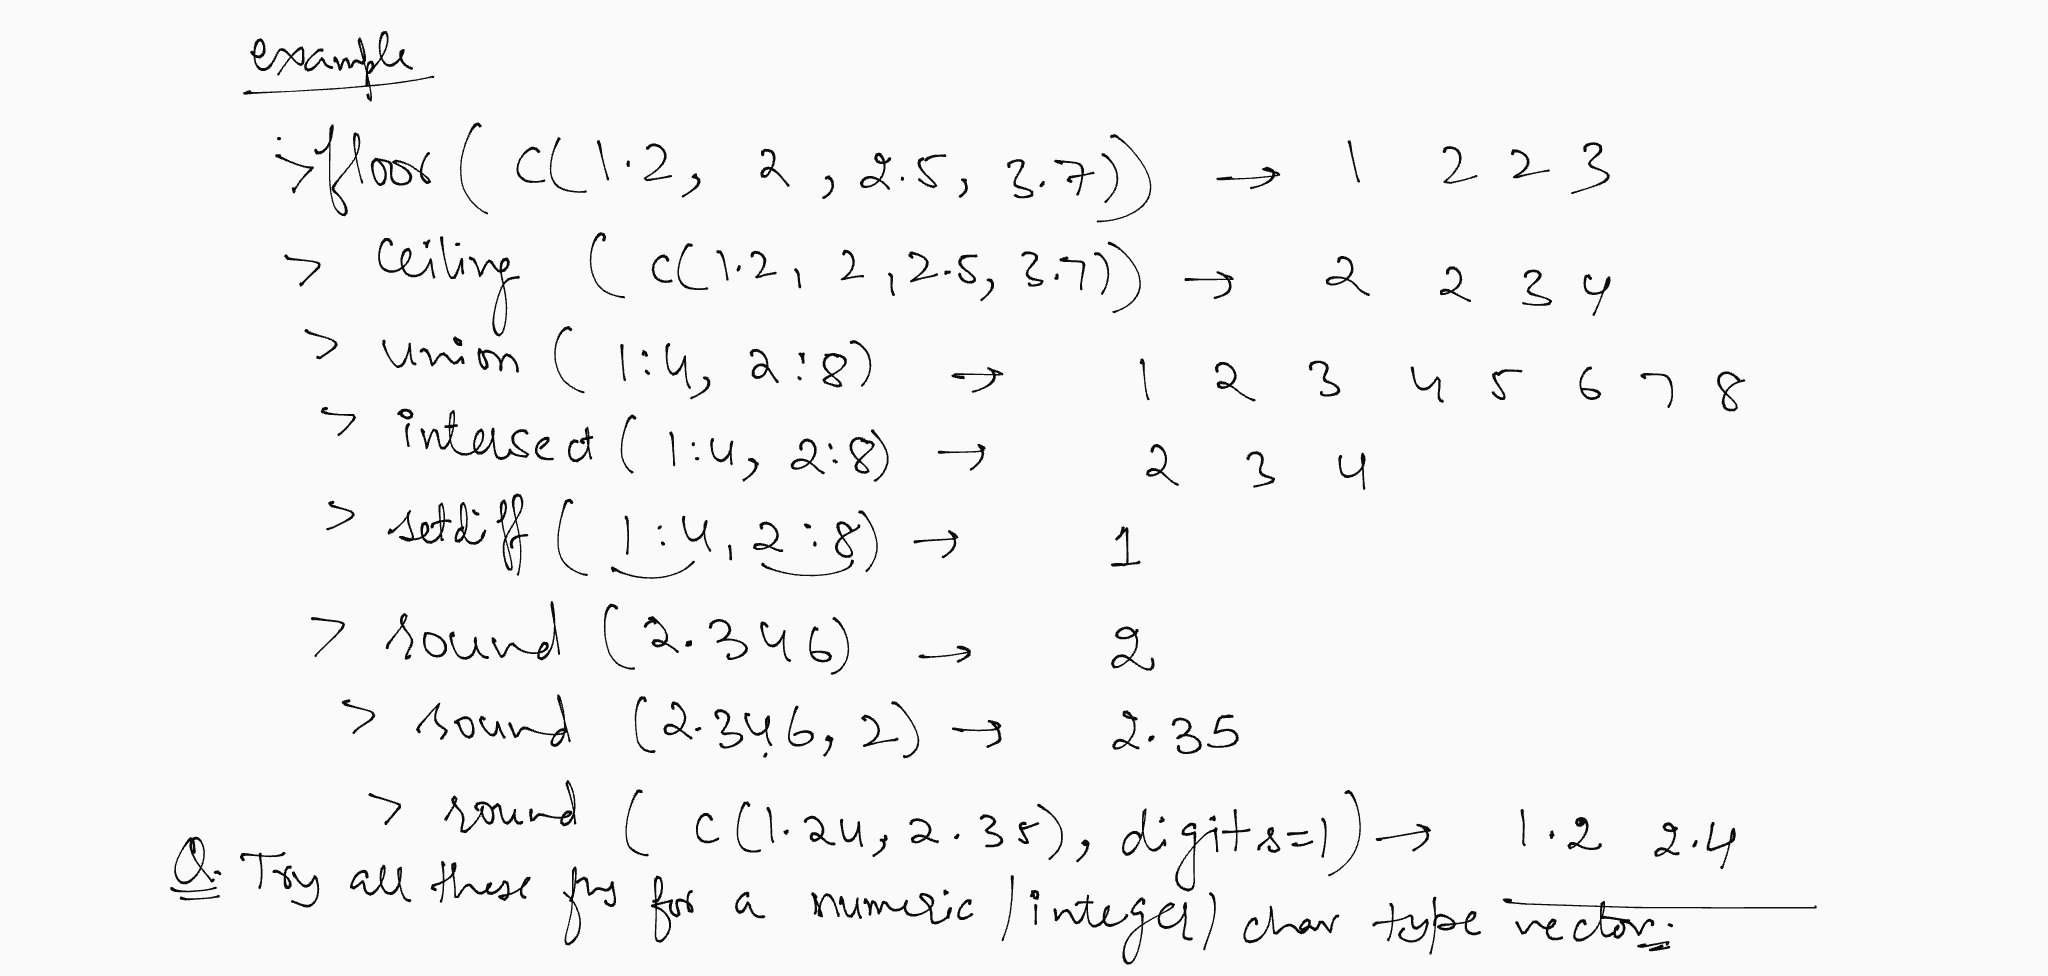 example
:> floor ( c(1.2, 2, 2.5, 3.7)) → 1 2 2 3
> ceiling ( c(1.2, 2, 2.5, 3.7)) → 2 2 3 4
> union ( 1:4, 2:8) → 1 2 3 4 5 6 7 8
> intersect ( 1:4, 2:8) → 2 3 4
> setdiff ( 1:4, 2:8) → 1
> round (2.346) → 2
> round (2.346, 2) → 2.35
> round ( c(1.24, 2.35), digits=1) → 1.2 2.4
Q. Try all these fns for a numeric / integer / char type vector.